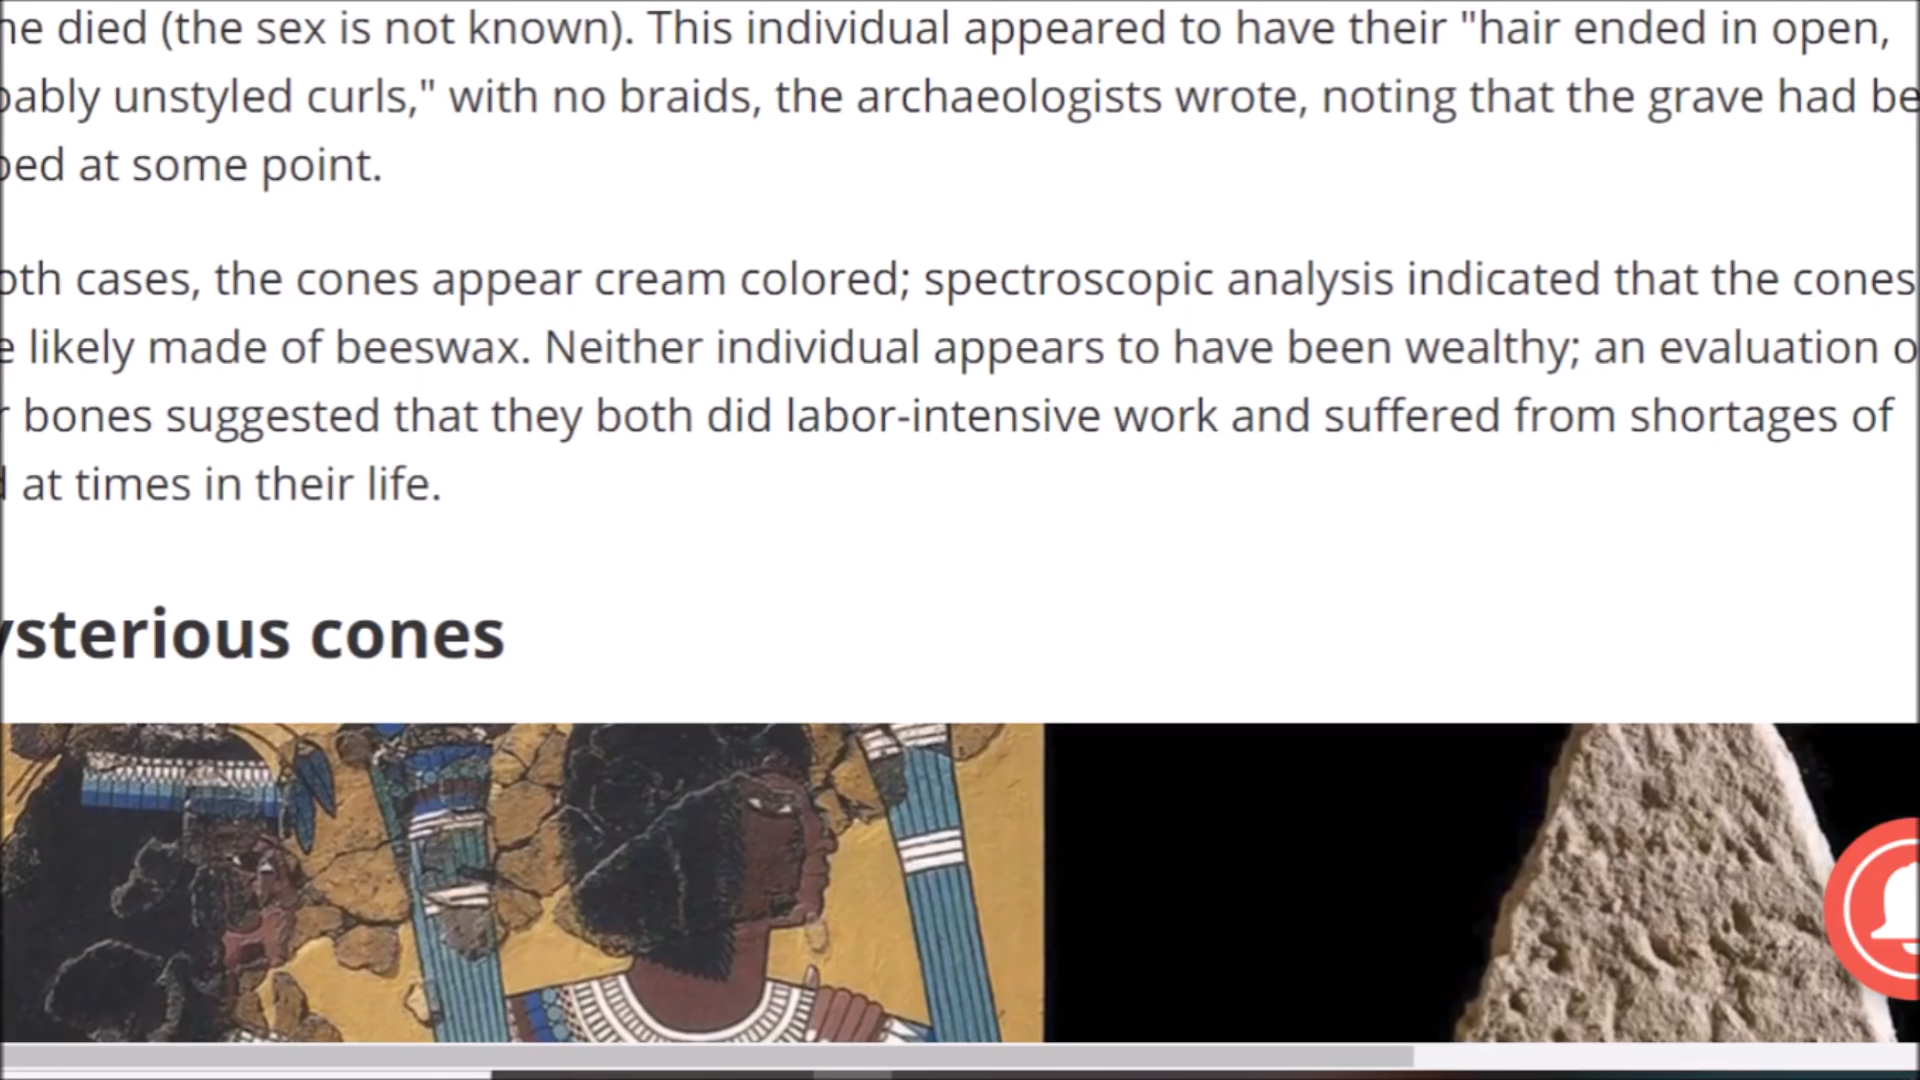 he died (the sex is not known). This individual appeared to have their "hair ended in open,
bably unstyled curls," with no braids, the archaeologists wrote, noting that the grave had be
bed at some point.
oth cases, the cones appear cream colored; spectroscopic analysis indicated that the cones
e likely made of beeswax. Neither individual appears to have been wealthy; an evaluation o
r bones suggested that they both did labor-intensive work and suffered from shortages of
d at times in their life.
ysterious cones